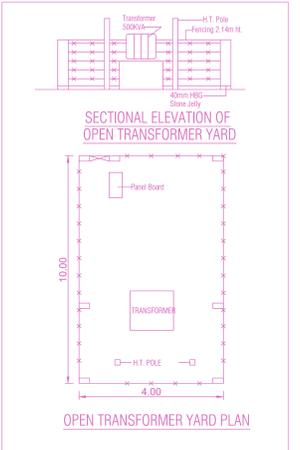 Transformer
500KVA
H.T. Pole
Fencing 2.14m ht.
40mm HBG
Stone Jelly
SECTIONAL ELEVATION OF
OPEN TRANSFORMER YARD
Panel Board
10.00
TRANSFORMER
H.T. POLE
4.00
OPEN TRANSFORMER YARD PLAN